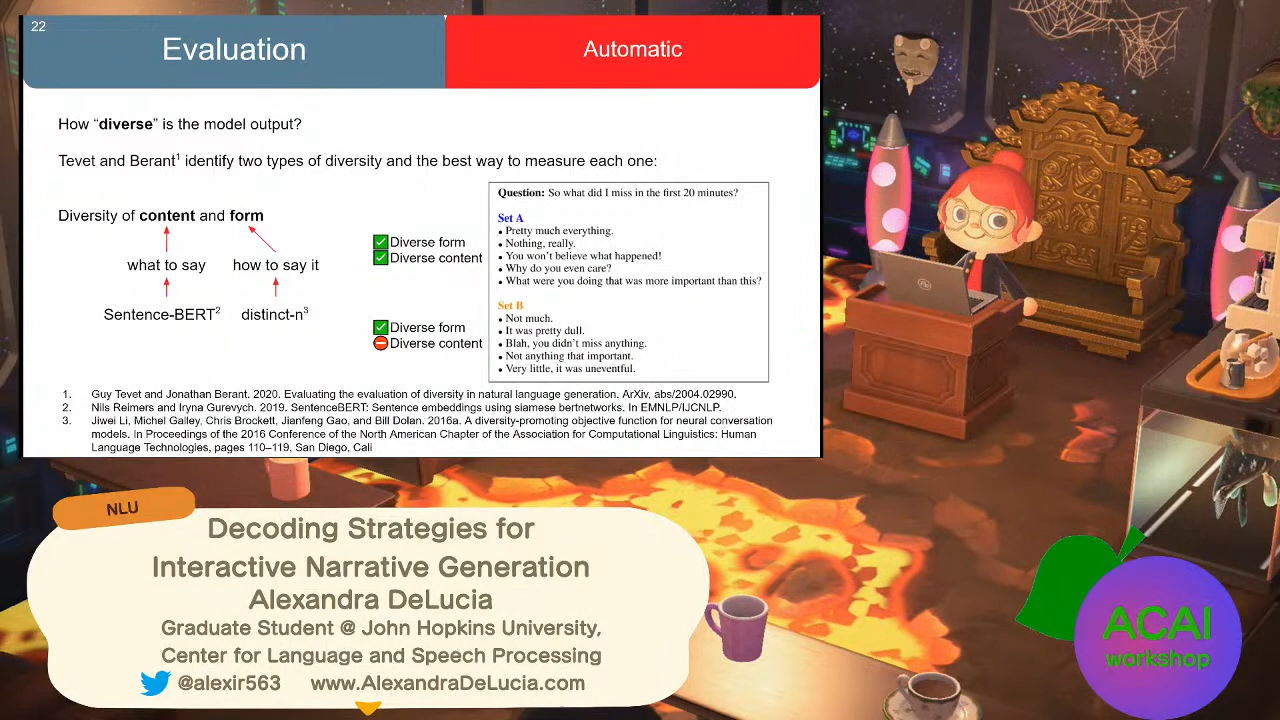 22
Evaluation
Automatic
How “diverse” is the model output?
Tevet and Berant1 identify two types of diversity and the best way to measure each one:
Diversity of content and form
what to say how to say it
Sentence-BERT2 distinct-n3
Diverse form
Diverse content
Diverse form
Diverse content
Question: So what did I miss in the first 20 minutes?
Set A
• Pretty much everything.
• Nothing, really.
• You won’t believe what happened!
• Why do you even care?
• What were you doing that was more important than this?
Set B
• Not much.
• It was pretty dull.
• Blah, you didn’t miss anything.
• Not anything that important.
• Very little, it was uneventful.
1. Guy Tevet and Jonathan Berant. 2020. Evaluating the evaluation of diversity in natural language generation. ArXiv, abs/2004.02990.
2. Nils Reimers and Iryna Gurevych. 2019. SentenceBERT: Sentence embeddings using siamese bertnetworks. In EMNLP/IJCNLP.
3. Jiwei Li, Michel Galley, Chris Brockett, Jianfeng Gao, and Bill Dolan. 2016a. A diversity-promoting objective function for neural conversation
models. In Proceedings of the 2016 Conference of the North American Chapter of the Association for Computational Linguistics: Human
Language Technologies, pages 110–119, San Diego, Cali
NLU
Decoding Strategies for
Interactive Narrative Generation
Alexandra DeLucia
Graduate Student @ John Hopkins University,
Center for Language and Speech Processing
@alexir563 www.AlexandraDeLucia.com
ACAI
workshop